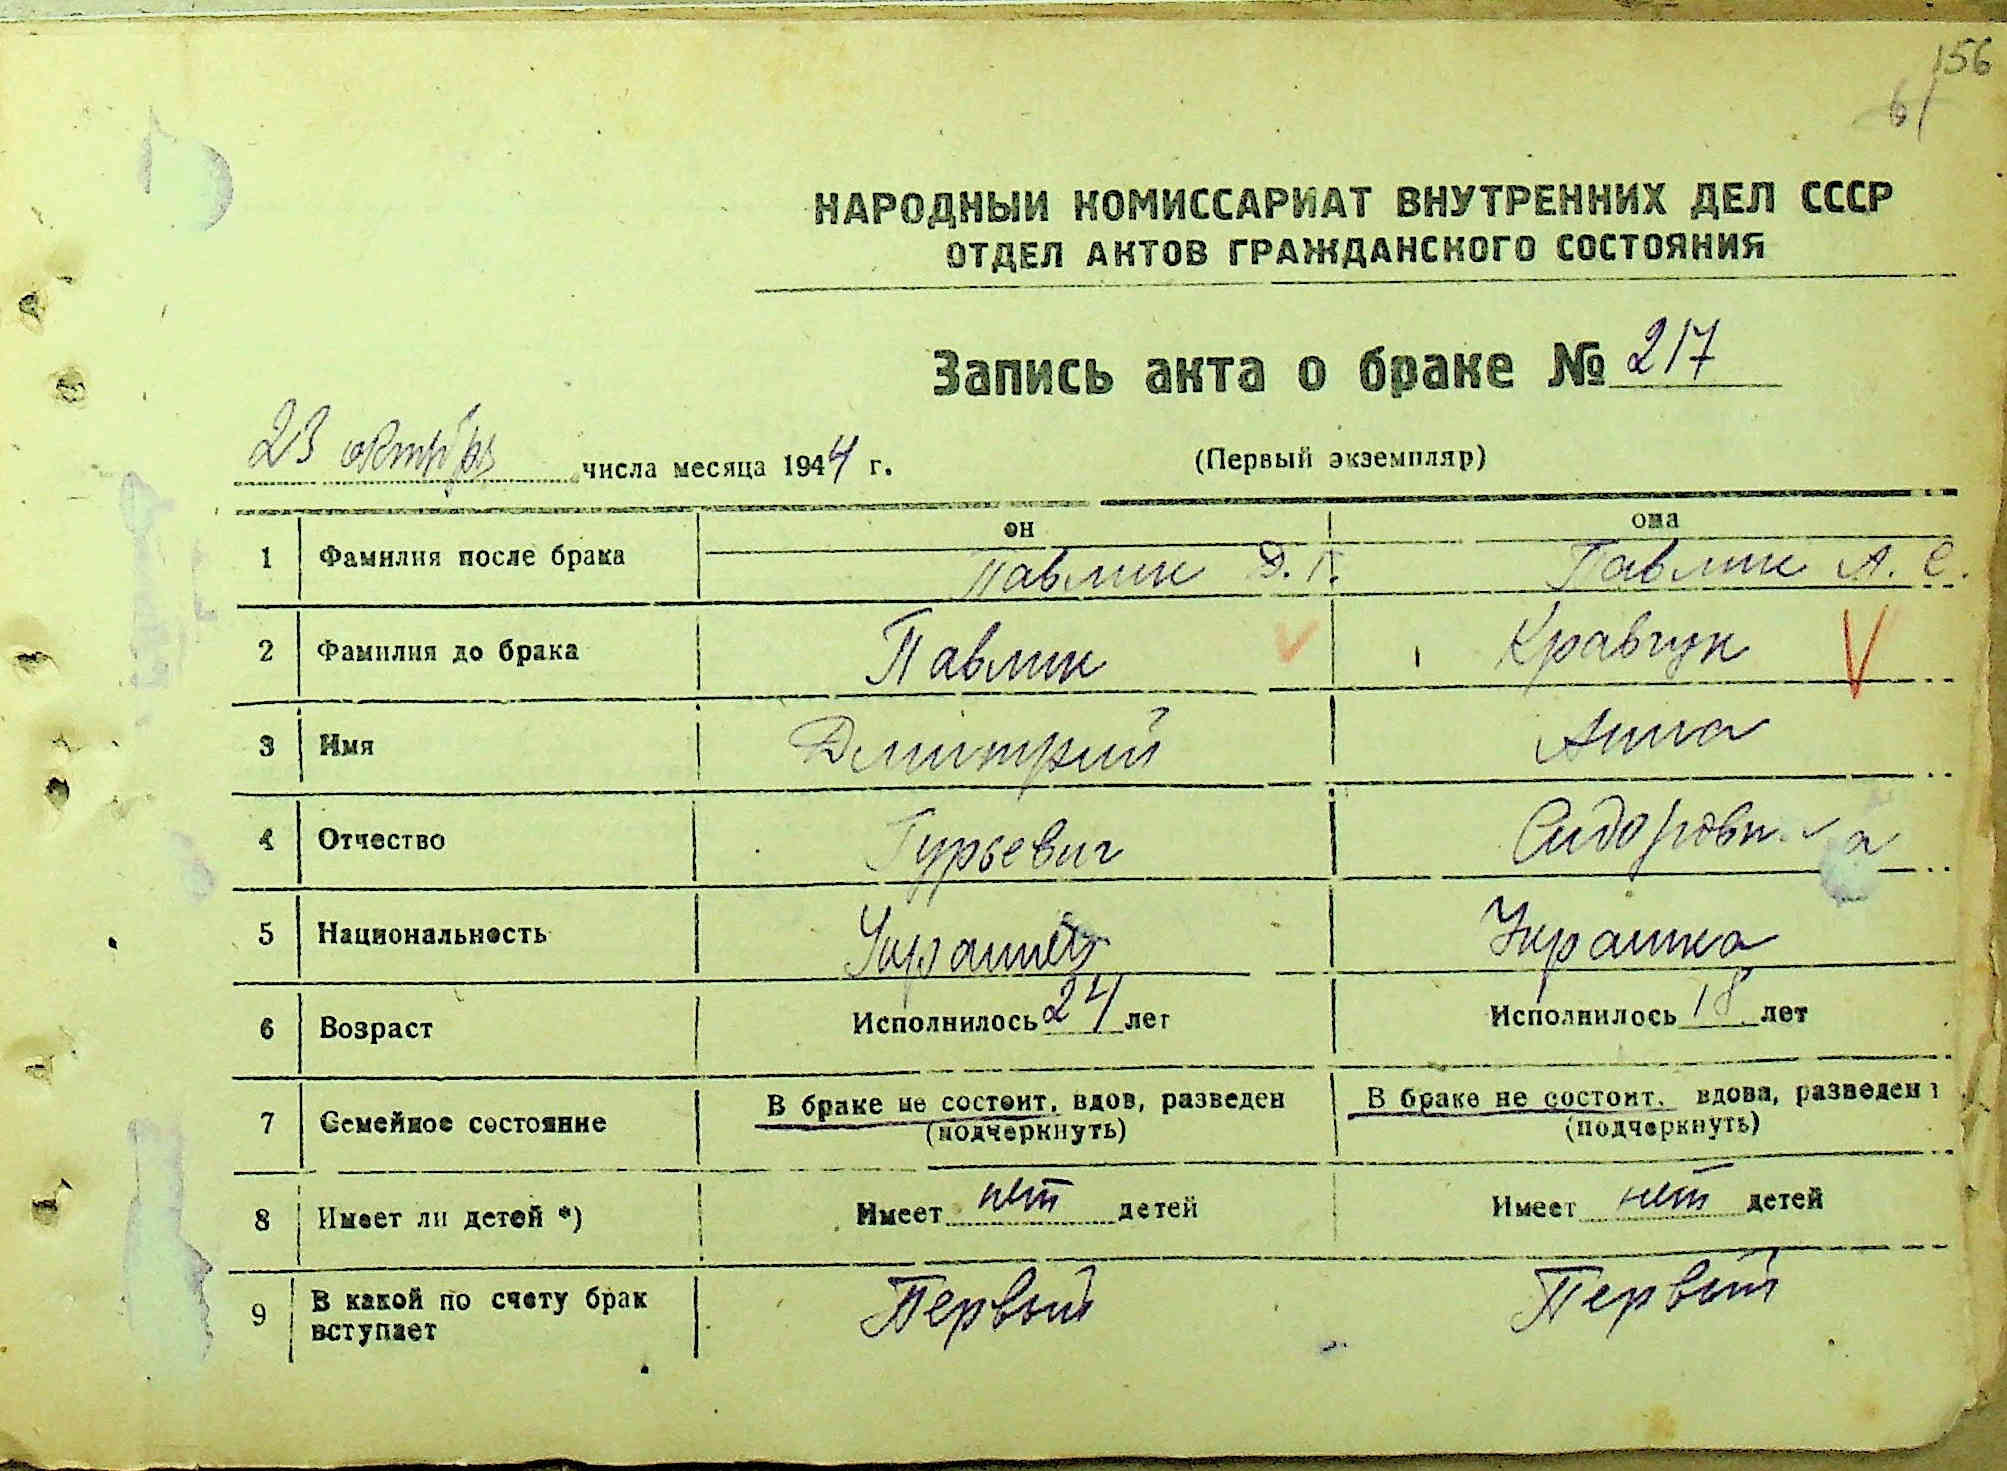 156
6
НАРОДНЫЙ КОМИССАРИАТ ВНУТРЕННИХ ДЕЛ СССР
ОТДЕЛ АКТОВ ГРАЖДАНСКОГО СОСТОЯНИЯ
Запись акта о браке № 217
23 октября числа месяца 1944 г.
(Первый экземпляр)
он она
1 Фамилия после брака Павлик Д. Г. Павлик А. С.
2 Фамилия до брака Павлик Кравчук
3 Имя Дмитрий Анна
4 Отчество Гурьевич Сидоровна
5 Национальность Украинец Украинка
6 Возраст Исполнилось 24 лет Исполнилось 18 лет
7 Семейное состояние В браке не состоит, вдов, разведен В браке не состоит, вдова, разведен
(подчеркнуть) (подчеркнуть)
8 Имеет ли детей *) Имеет нет детей Имеет нет детей
9 В какой по счету брак Первый Первый
вступает